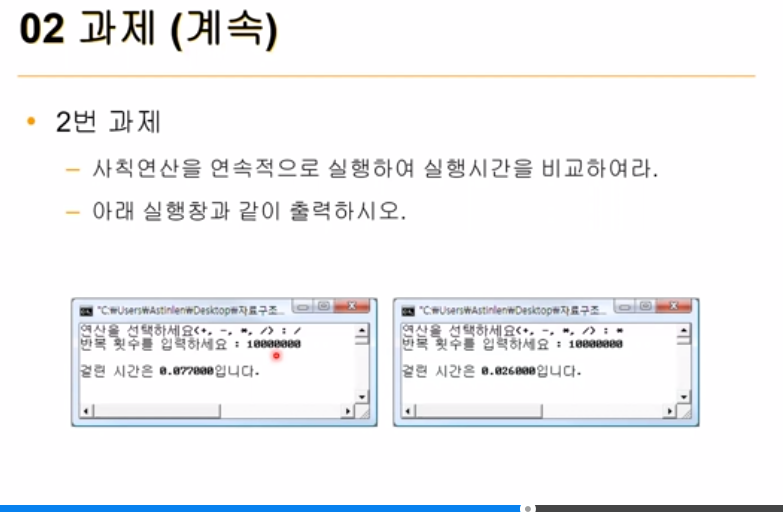 02 과제 (계속)
• 2번 과제
– 사칙연산을 연속적으로 실행하여 실행시간을 비교하여라.
– 아래 실행창과 같이 출력하시오.
"C:₩Users₩Astinlen₩Desktop₩자료구조...
연산을 선택하세요(+, -, *, /) : /
반복 횟수를 입력하세요 : 10000000
걸린 시간은 0.077000입니다.
"C:₩Users₩Astinlen₩Desktop₩자료구조...
연산을 선택하세요(+, -, *, /) : *
반복 횟수를 입력하세요 : 10000000
걸린 시간은 0.026000입니다.